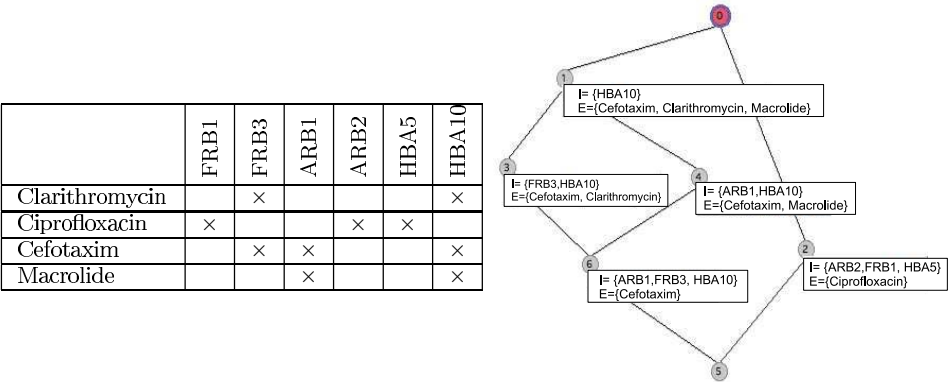 FRB1 FRB3 ARB1 ARB2 HBA5 HBA10
Clarithromycin × ×
Ciprofloxacin × × ×
Cefotaxim × × ×
Macrolide × ×
0
1
I= {HBA10}
E={Cefotaxim, Clarithromycin, Macrolide}
3
I= {FRB3,HBA10}
E={Cefotaxim, Clarithromycin}
4
I= {ARB1,HBA10}
E={Cefotaxim, Macrolide}
6
I= {ARB1,FRB3, HBA10}
E={Cefotaxim}
2
I= {ARB2,FRB1, HBA5}
E={Ciprofloxacin}
5